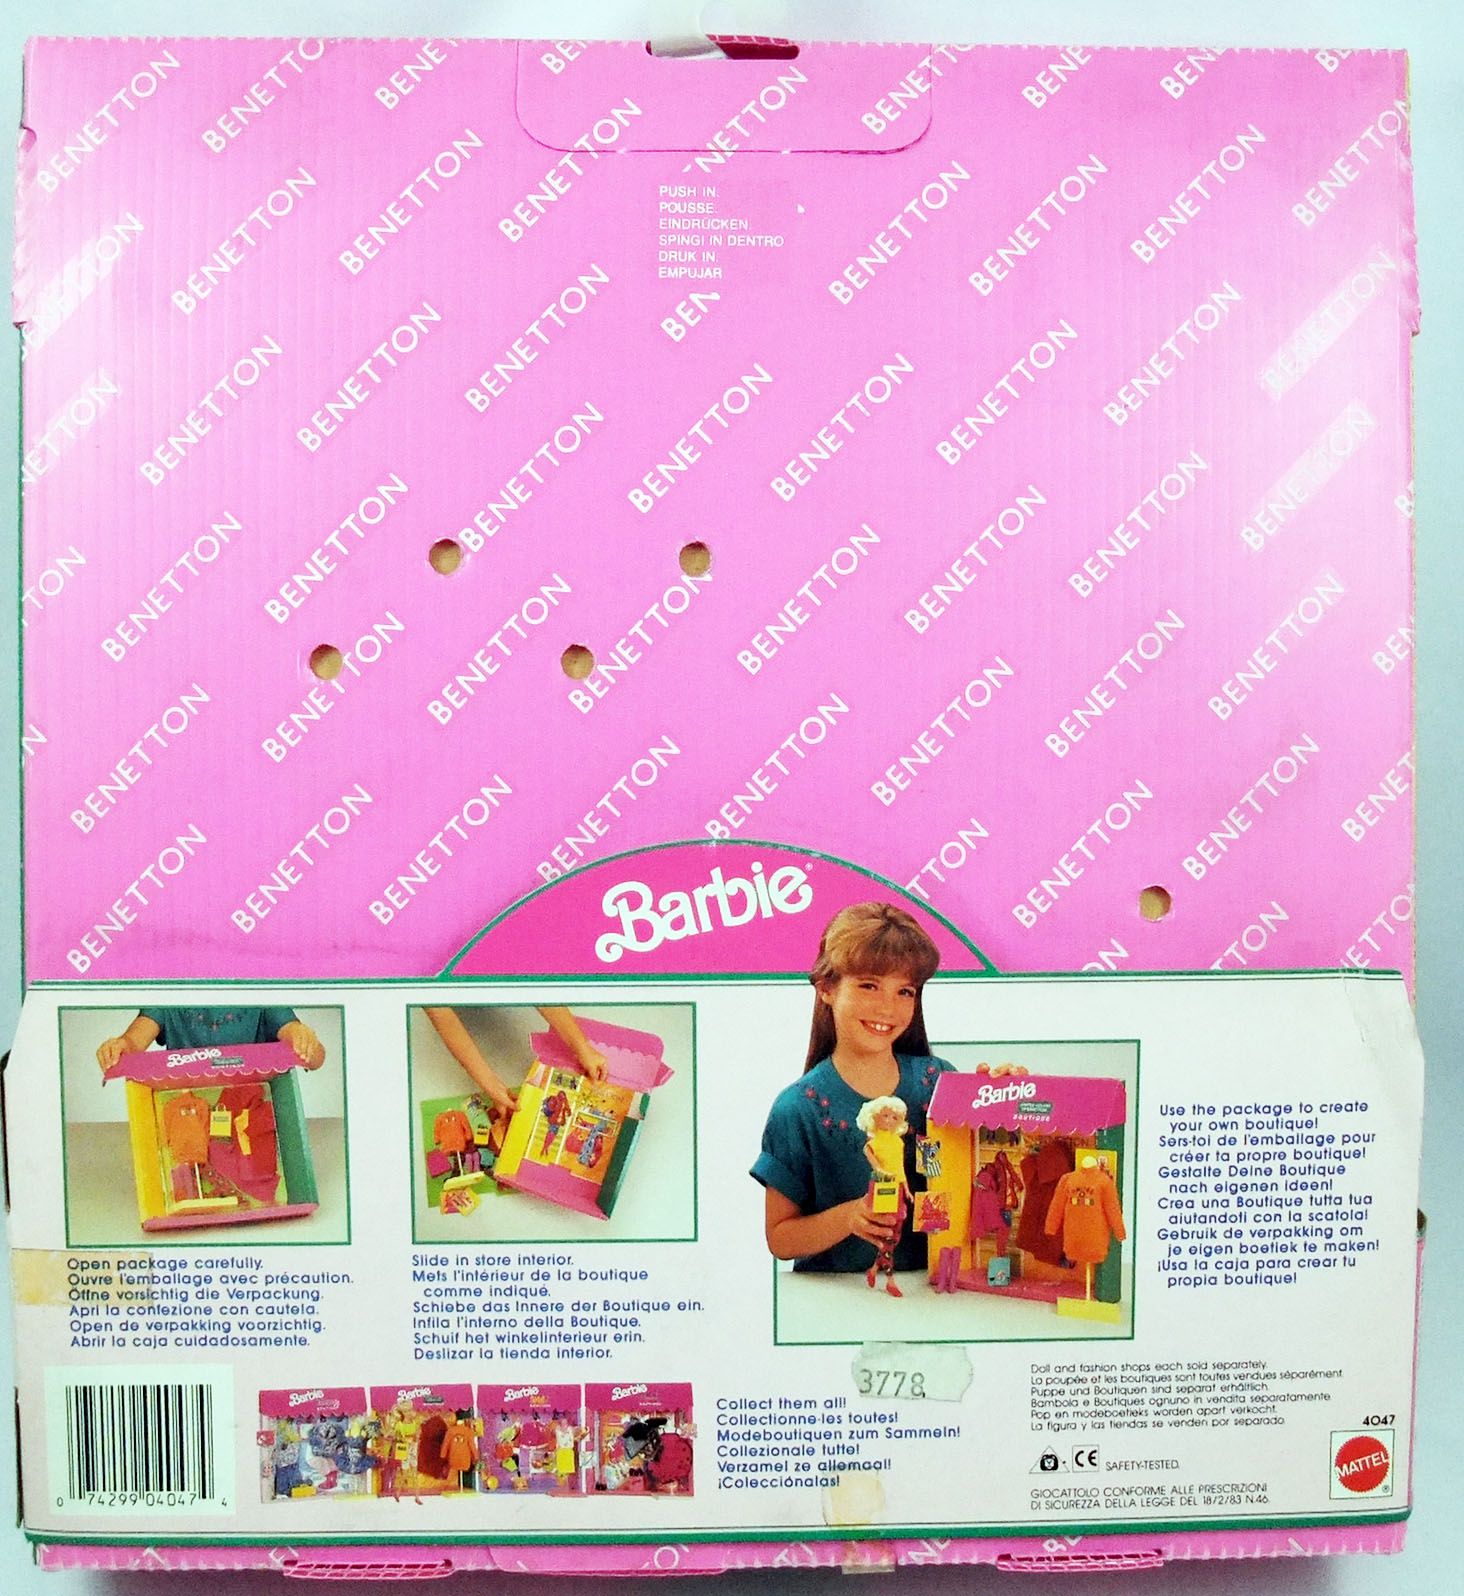 BENETTON
PUSH IN.
POUSSE.
EINDRÜCKEN.
SPINGI IN DENTRO
DRUK IN.
EMPUJAR
Barbie®
Open package carefully.
Ouvre l'emballage avec précaution.
Öffne vorsichtig die Verpackung.
Apri la confezione con cautela.
Open de verpakking voorzichtig.
Abrir la caja cuidadosamente.
Slide in store interior.
Mets l'intérieur de la boutique
comme indiqué.
Schiebe das Innere der Boutique ein.
Infila l'interno della Boutique.
Schuif het winkelinterieur erin.
Deslizar la tienda interior.
Barbie
BOUTIQUE
Use the package to create
your own boutique!
Sers-toi de l'emballage pour
créer ta propre boutique!
Gestalte Deine Boutique
nach eigenen ideen!
Crea una Boutique tutta tua
aiutandoti con la scatola!
Gebruik de verpakking om
je eigen boetiek te maken!
¡Usa la caja para crear tu
propia boutique!
0 74299 04047 4
Barbie
Barbie
Barbie
Barbie
3778
Collect them all!
Collectionne-les toutes!
Modeboutiquen zum Sammeln!
Collezionale tutte!
Verzamel ze allemaal!
¡Colecciónalas!
Doll and fashion shops each sold separately.
La poupée et les boutiques sont toutes vendues séparément.
Puppe und Boutiquen sind separat erhältlich.
Bambola e Boutiques ognuno in vendita separatamente.
Pop en modeboetieks worden apart verkocht.
La figura y las tiendas se venden por separado.
4047
CE
SAFETY-TESTED.
MATTEL®
GIOCATTOLO CONFORME ALLE PRESCRIZIONI
DI SICUREZZA DELLA LEGGE DEL 18/2/83 N.46.